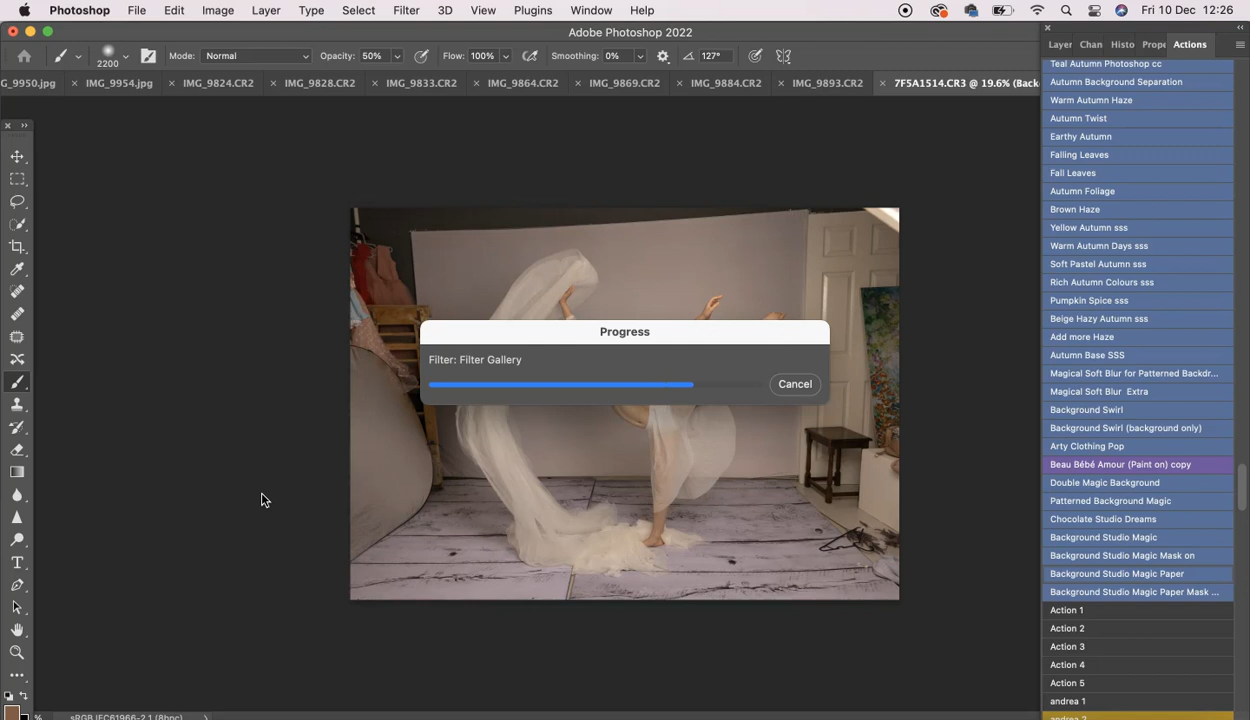 Photoshop File Edit Image Layer Type Select Filter 3D View Plugins Window Help Fri 10 Dec 12:26
Adobe Photoshop 2022
2200 Mode: Normal Opacity: 50% Flow: 100% Smoothing: 0% 127°
G_9950.jpg × IMG_9954.jpg × IMG_9824.CR2 × IMG_9828.CR2 × IMG_9833.CR2 × IMG_9864.CR2 × IMG_9869.CR2 × IMG_9884.CR2 × IMG_9893.CR2 × 7F5A1514.CR3 @ 19.6% (Back
Layer Chan Histo Prope Actions
Teal Autumn Photoshop cc
Autumn Background Separation
Warm Autumn Haze
Autumn Twist
Earthy Autumn
Falling Leaves
Fall Leaves
Autumn Foliage
Brown Haze
Yellow Autumn sss
Warm Autumn Days sss
Soft Pastel Autumn sss
Rich Autumn Colours sss
Pumpkin Spice sss
Beige Hazy Autumn sss
Add more Haze
Autumn Base SSS
Magical Soft Blur for Patterned Backdr...
Magical Soft Blur Extra
Background Swirl
Background Swirl (background only)
Arty Clothing Pop
Beau Bébé Amour (Paint on) copy
Double Magic Background
Patterned Background Magic
Chocolate Studio Dreams
Background Studio Magic
Background Studio Magic Mask on
Background Studio Magic Paper
Background Studio Magic Paper Mask ...
Action 1
Action 2
Action 3
Action 4
Action 5
andrea 1
andrea 2
Progress
Filter: Filter Gallery
Cancel
% sRGB IEC61966-2.1 (8bpc)